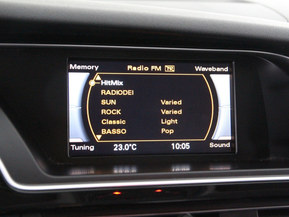 Memory Radio FM TP Waveband
HitMix
RADIODEI
SUN Varied
ROCK Varied
Classic Light
BASSO Pop
Tuning 23.0°C 10:05 Sound